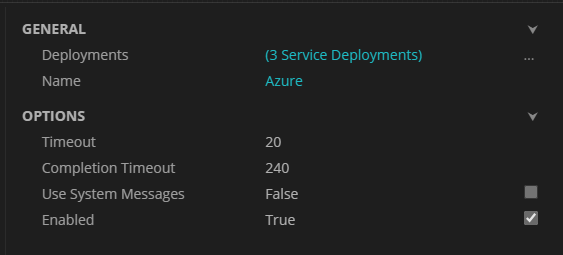 GENERAL
Deployments (3 Service Deployments) ...
Name Azure
OPTIONS
Timeout 20
Completion Timeout 240
Use System Messages False
Enabled True